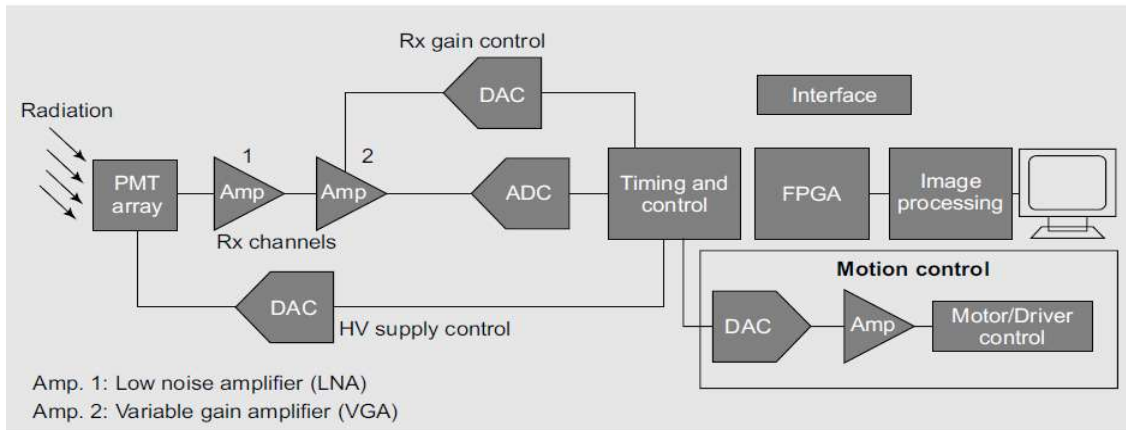 Rx gain control
DAC
Interface
Radiation
1
2
PMT
array
Amp
Amp
ADC
Timing and
control
FPGA
Image
processing
Rx channels
Motion control
DAC
HV supply control
DAC
Amp
Motor/Driver
control
Amp. 1: Low noise amplifier (LNA)
Amp. 2: Variable gain amplifier (VGA)